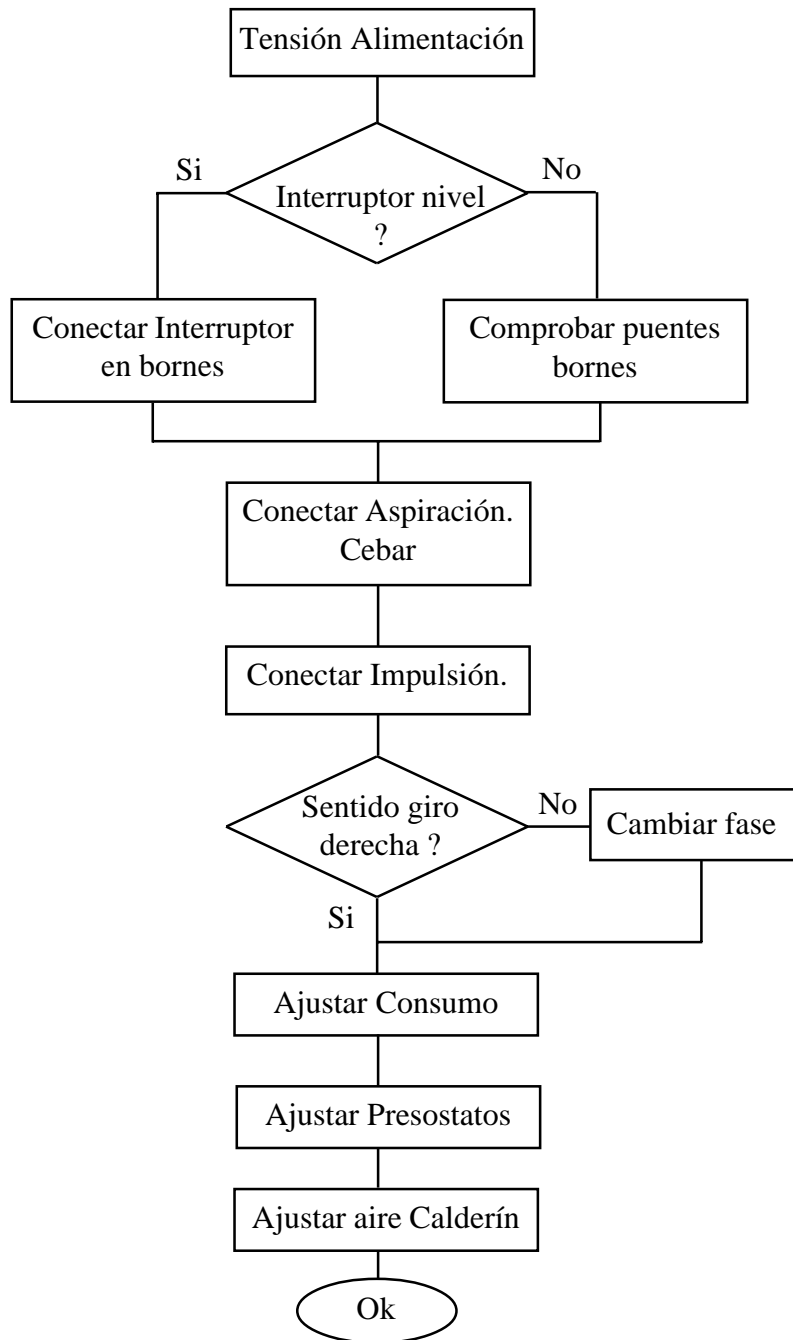 Tensión Alimentación
Si
No
Interruptor nivel
?
Conectar Interruptor
en bornes
Comprobar puentes
bornes
Conectar Aspiración.
Cebar
Conectar Impulsión.
Sentido giro
derecha ?
No
Cambiar fase
Si
Ajustar Consumo
Ajustar Presostatos
Ajustar aire Calderín
Ok